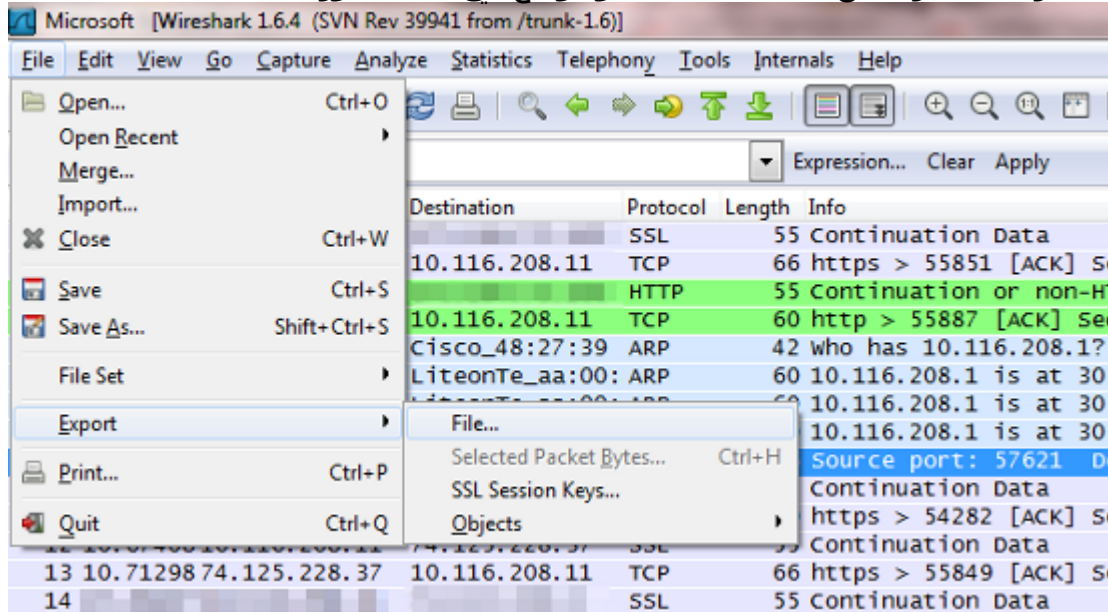 Microsoft [Wireshark 1.6.4 (SVN Rev 39941 from /trunk-1.6)]
File Edit View Go Capture Analyze Statistics Telephony Tools Internals Help
Open... Ctrl+O
Open Recent
Merge...
Import...
Close Ctrl+W
Save Ctrl+S
Save As... Shift+Ctrl+S
File Set
Export
Print... Ctrl+P
Quit Ctrl+Q
File...
Selected Packet Bytes... Ctrl+H
SSL Session Keys...
Objects
Expression... Clear Apply
Destination Protocol Length Info
SSL 55 Continuation Data
10.116.208.11 TCP 66 https > 55851 [ACK]
HTTP 55 Continuation or non-H
10.116.208.11 TCP 60 http > 55887 [ACK]
Cisco_48:27:39 ARP 42 who has 10.116.208.1?
LiteonTe_aa:00: ARP 60 10.116.208.1 is at 30
10.116.208.1 is at 30
10.116.208.1 is at 30
Source port: 57621
Continuation Data
https > 54282 [ACK]
Continuation Data
13 10.71298 74.125.228.37 10.116.208.11 TCP 66 https > 55849 [ACK]
14 SSL 55 Continuation Data